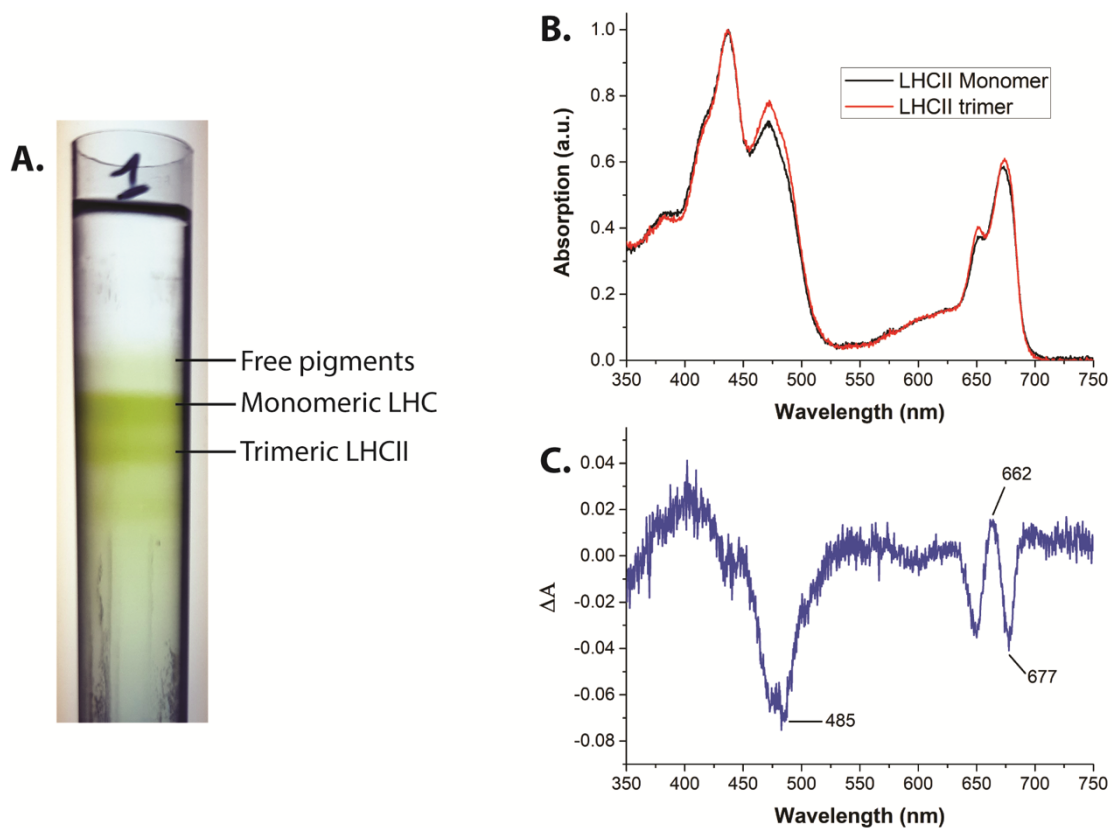 A.
1
Free pigments
Monomeric LHC
Trimeric LHCII
B.
1.0
0.8
0.6
0.4
0.2
0.0
Absorption (a.u.)
LHCII Monomer
LHCII trimer
350 400 450 500 550 600 650 700 750
Wavelength (nm)
C.
0.04
0.02
0.00
-0.02
-0.04
-0.06
-0.08
ΔA
662
677
485
350 400 450 500 550 600 650 700 750
Wavelength (nm)